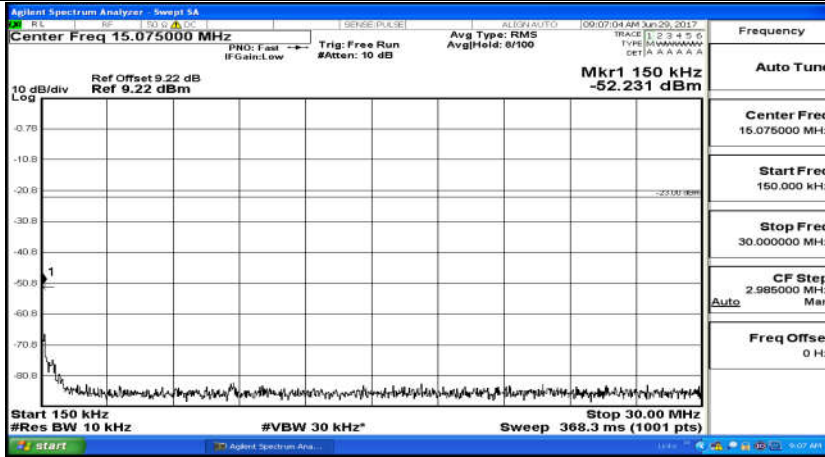 Agilent Spectrum Analyzer - Swept SA
RL RF 50 Ω DC SENSE:PULSE ALIGN AUTO 09:07:04 AM Jun 29, 2017
Center Freq 15.075000 MHz
PNO: Fast
IFGain:Low
Trig: Free Run
#Atten: 10 dB
Avg Type: RMS
Avg|Hold: 8/100
TRACE 1 2 3 4 5 6
TYPE MWWWWW
DET A A A A A A
Frequency
Auto Tune
Mkr1 150 kHz
-52.231 dBm
Ref Offset 9.22 dB
10 dB/div Ref 9.22 dBm
Log
-0.78
-10.8
-20.8
-23.00 dBm
-30.8
-40.8
1
-50.8
-60.8
-70.8
-80.8
Center Freq
15.075000 MHz
Start Freq
150.000 kHz
Stop Freq
30.000000 MHz
CF Step
2.985000 MHz
Auto Man
Freq Offset
0 Hz
Start 150 kHz Stop 30.00 MHz
#Res BW 10 kHz #VBW 30 kHz* Sweep 368.3 ms (1001 pts)
start Agilent Spectrum Ana... 9:07 AM